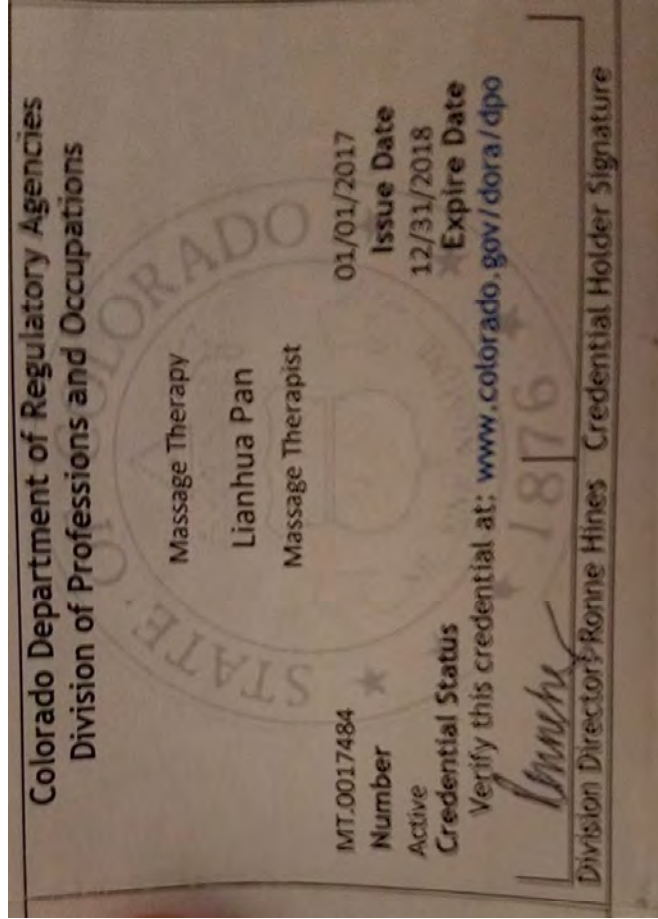 Colorado Department of Regulatory Agencies
Division of Professions and Occupations
STATE OF COLORADO
Massage Therapy
Lianhua Pan
Massage Therapist
MT.0017484 01/01/2017
Number Issue Date
Active 12/31/2018
Credential Status Expire Date
Verify this credential at: www.colorado.gov/dora/dpo
1876
Division Director: Ronne Hines Credential Holder Signature